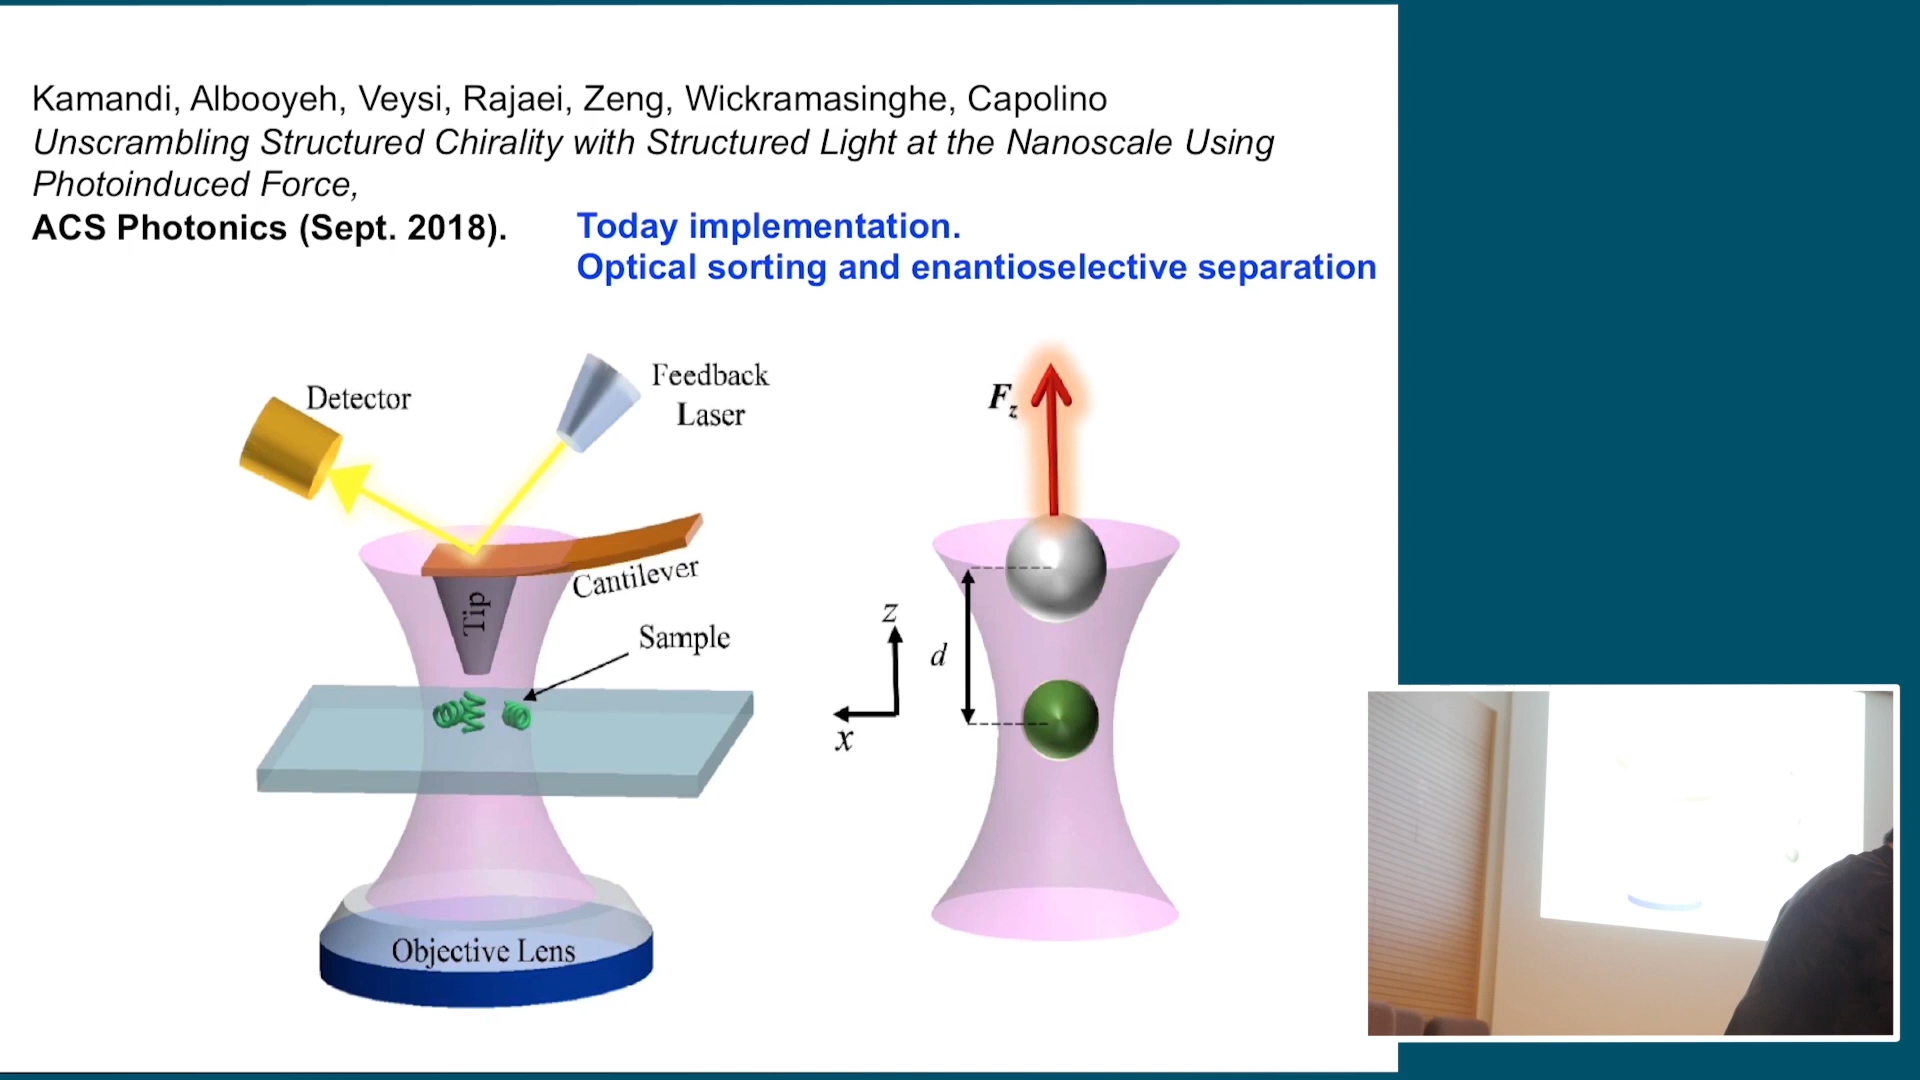 Kamandi, Albooyeh, Veysi, Rajaei, Zeng, Wickramasinghe, Capolino
Unscrambling Structured Chirality with Structured Light at the Nanoscale Using
Photoinduced Force,
ACS Photonics (Sept. 2018).
Today implementation.
Optical sorting and enantioselective separation
Detector
Feedback
Laser
Cantilever
Tip
Sample
Objective Lens
Fz
z
d
x